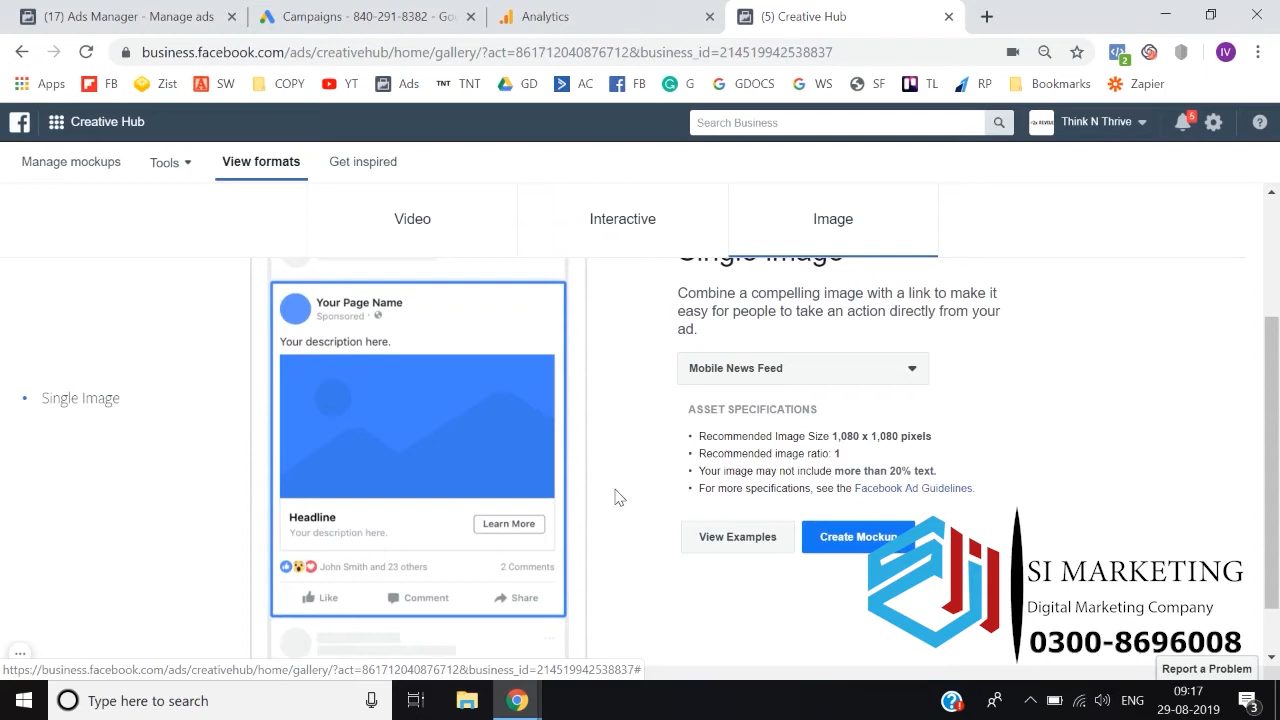 (17) Ads Manager - Manage ads
Campaigns - 840-291-8382 - Go
Analytics
(5) Creative Hub
business.facebook.com/ads/creativehub/home/gallery/?act=861712040876712&business_id=214519942538837
2
IV
Apps
FB
Zist
SW
COPY
YT
Ads
TNT TNT
GD
AC
FB
G
GDOCS
WS
SF
TL
RP
Bookmarks
Zapier
Creative Hub
Search Business
Think N Thrive
5
Manage mockups
Tools
View formats
Get inspired
Video
Interactive
Image
Single Image
Combine a compelling image with a link to make it
easy for people to take an action directly from your
ad.
Mobile News Feed
ASSET SPECIFICATIONS
• Recommended Image Size 1,080 x 1,080 pixels
• Recommended image ratio: 1
• Your image may not include more than 20% text.
• For more specifications, see the Facebook Ad Guidelines.
View Examples
Create Mockup
• Single Image
Your Page Name
Sponsored ·
Your description here.
Headline
Your description here.
Learn More
John Smith and 23 others
2 Comments
Like
Comment
Share
SI MARKETING
Digital Marketing Company
0300-8696008
https://business.facebook.com/ads/creativehub/home/gallery/?act=861712040876712&business_id=214519942538837#
Report a Problem
Type here to search
ENG
09:17
29-08-2019
3